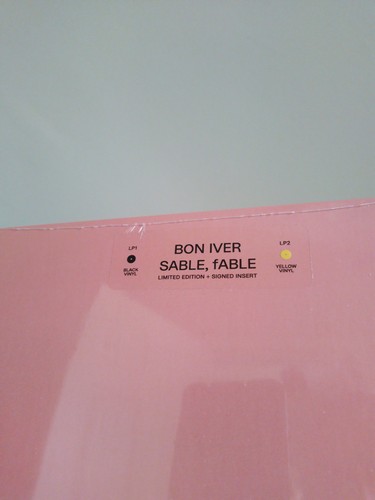 LP1
BLACK
VINYL
BON IVER
SABLE, fABLE
LIMITED EDITION + SIGNED INSERT
LP2
YELLOW
VINYL